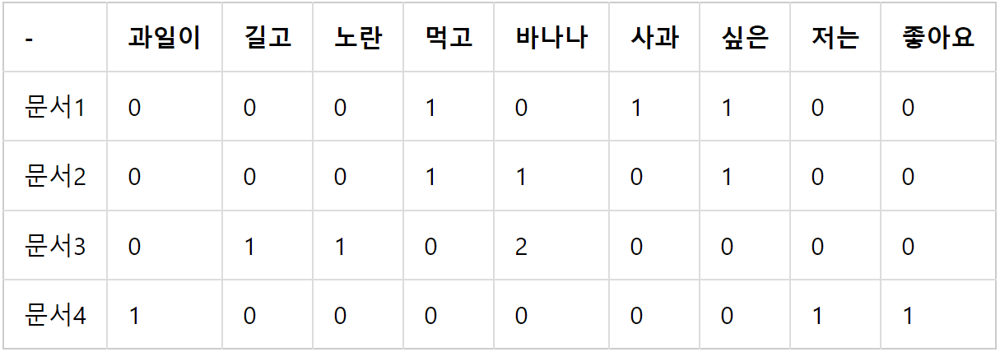 - 과일이 길고 노란 먹고 바나나 사과 싶은 저는 좋아요
문서1 0 0 0 1 0 1 1 0 0
문서2 0 0 0 1 1 0 1 0 0
문서3 0 1 1 0 2 0 0 0 0
문서4 1 0 0 0 0 0 0 1 1